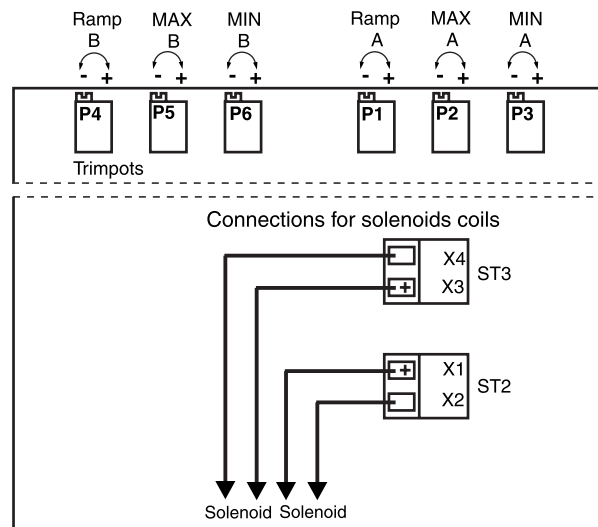 Ramp MAX MIN Ramp MAX MIN
B B B A A A
- + - + - + - + - + - +
P4 P5 P6 P1 P2 P3
Trimpots
Connections for solenoids coils
X4
ST3
+ X3
+ X1
ST2
X2
Solenoid Solenoid